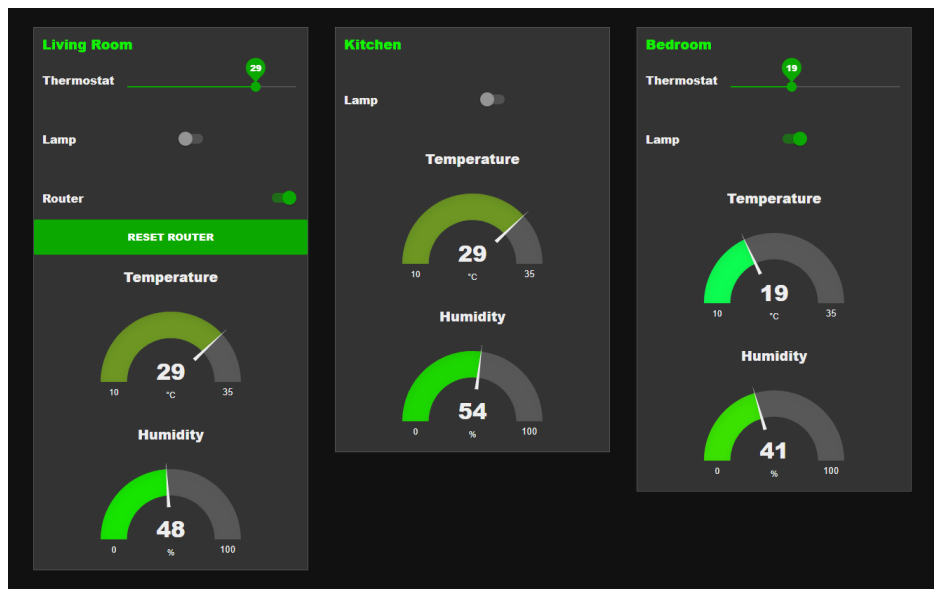 Living Room
Thermostat
29
Lamp
Router
RESET ROUTER
Temperature
29
10 °C 35
Humidity
48
0 % 100
Kitchen
Lamp
Temperature
29
10 °C 35
Humidity
54
0 % 100
Bedroom
Thermostat
19
Lamp
Temperature
19
10 °C 35
Humidity
41
0 % 100